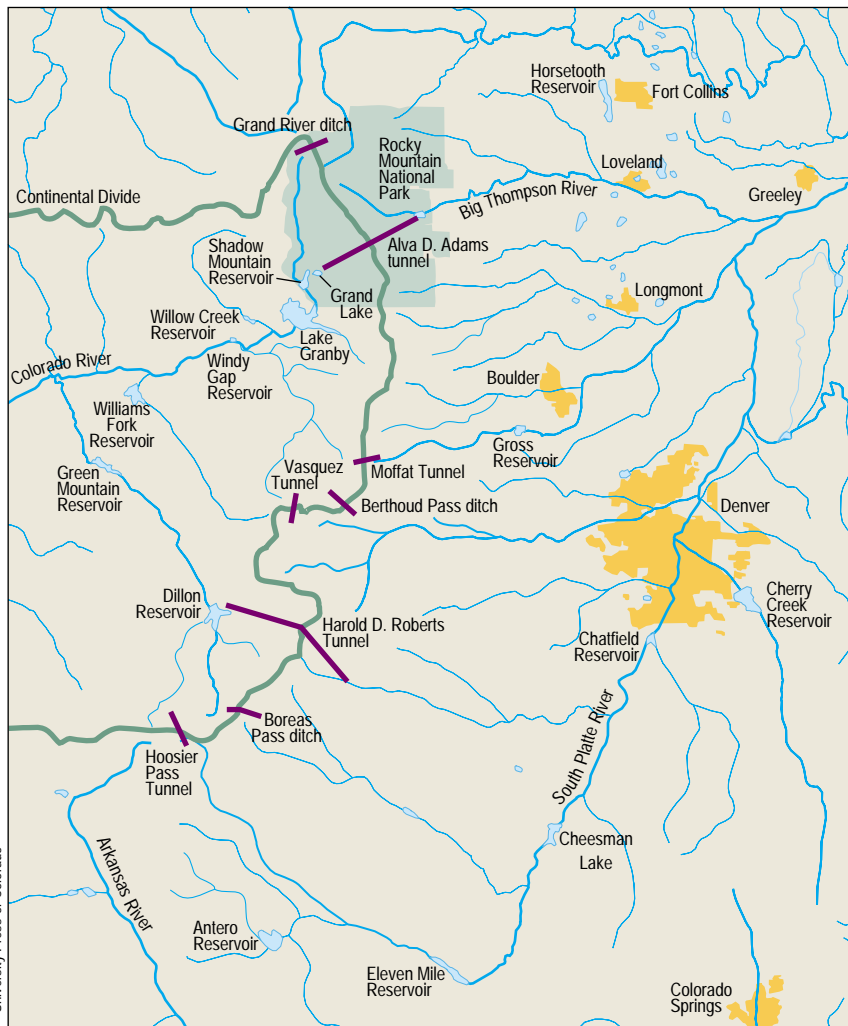 Horsetooth
Reservoir
Fort Collins
Grand River ditch
Rocky
Mountain
National
Park
Loveland
Greeley
Big Thompson River
Continental Divide
Shadow
Mountain
Reservoir
Alva D. Adams
tunnel
Grand
Lake
Longmont
Willow Creek
Reservoir
Lake
Granby
Colorado River
Windy
Gap
Reservoir
Boulder
Williams
Fork
Reservoir
Gross
Reservoir
Green
Mountain
Reservoir
Vasquez
Tunnel
Moffat Tunnel
Berthoud Pass ditch
Denver
Dillon
Reservoir
Harold D. Roberts
Tunnel
Cherry
Creek
Reservoir
Chatfield
Reservoir
Boreas
Pass ditch
Hoosier
Pass
Tunnel
South Platte River
Cheesman
Lake
Arkansas River
Antero
Reservoir
Eleven Mile
Reservoir
Colorado
Springs